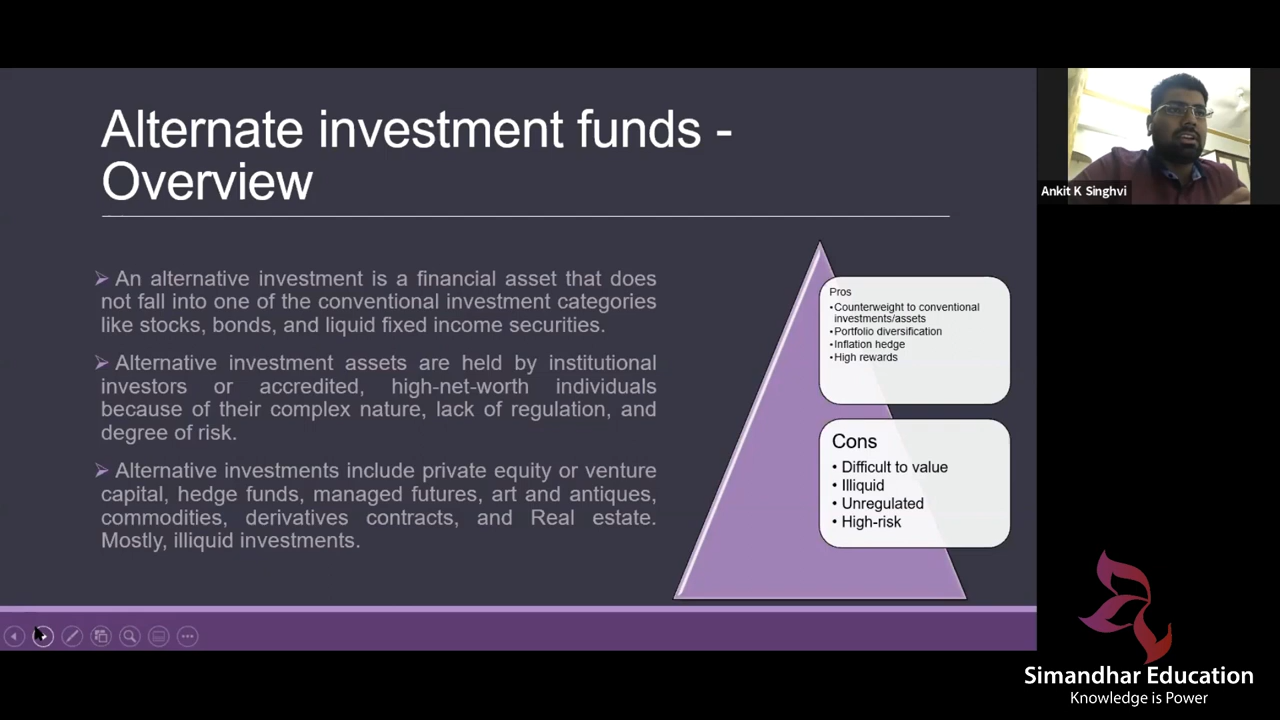 Alternate investment funds -
Overview
➢ An alternative investment is a financial asset that does
not fall into one of the conventional investment categories
like stocks, bonds, and liquid fixed income securities.
➢ Alternative investment assets are held by institutional
investors or accredited, high-net-worth individuals
because of their complex nature, lack of regulation, and
degree of risk.
➢ Alternative investments include private equity or venture
capital, hedge funds, managed futures, art and antiques,
commodities, derivatives contracts, and Real estate.
Mostly, illiquid investments.
Pros
•Counterweight to conventional
investments/assets
•Portfolio diversification
•Inflation hedge
•High rewards
Cons
• Difficult to value
• Illiquid
• Unregulated
• High-risk
Ankit K Singhvi
Simandhar Education
Knowledge is Power